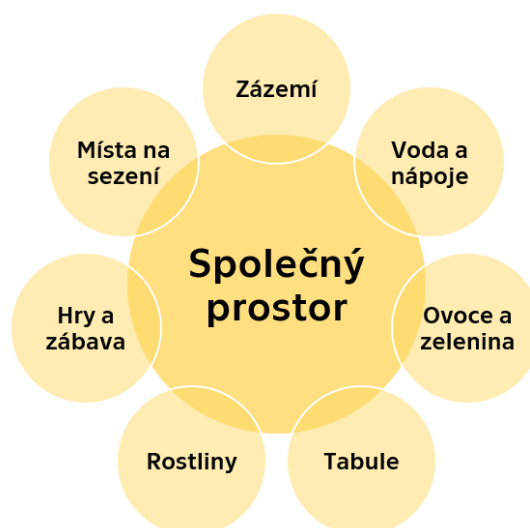 Zázemí
Místa na
sezení
Voda a
nápoje
Společný
prostor
Hry a
zábava
Ovoce a
zelenina
Rostliny
Tabule